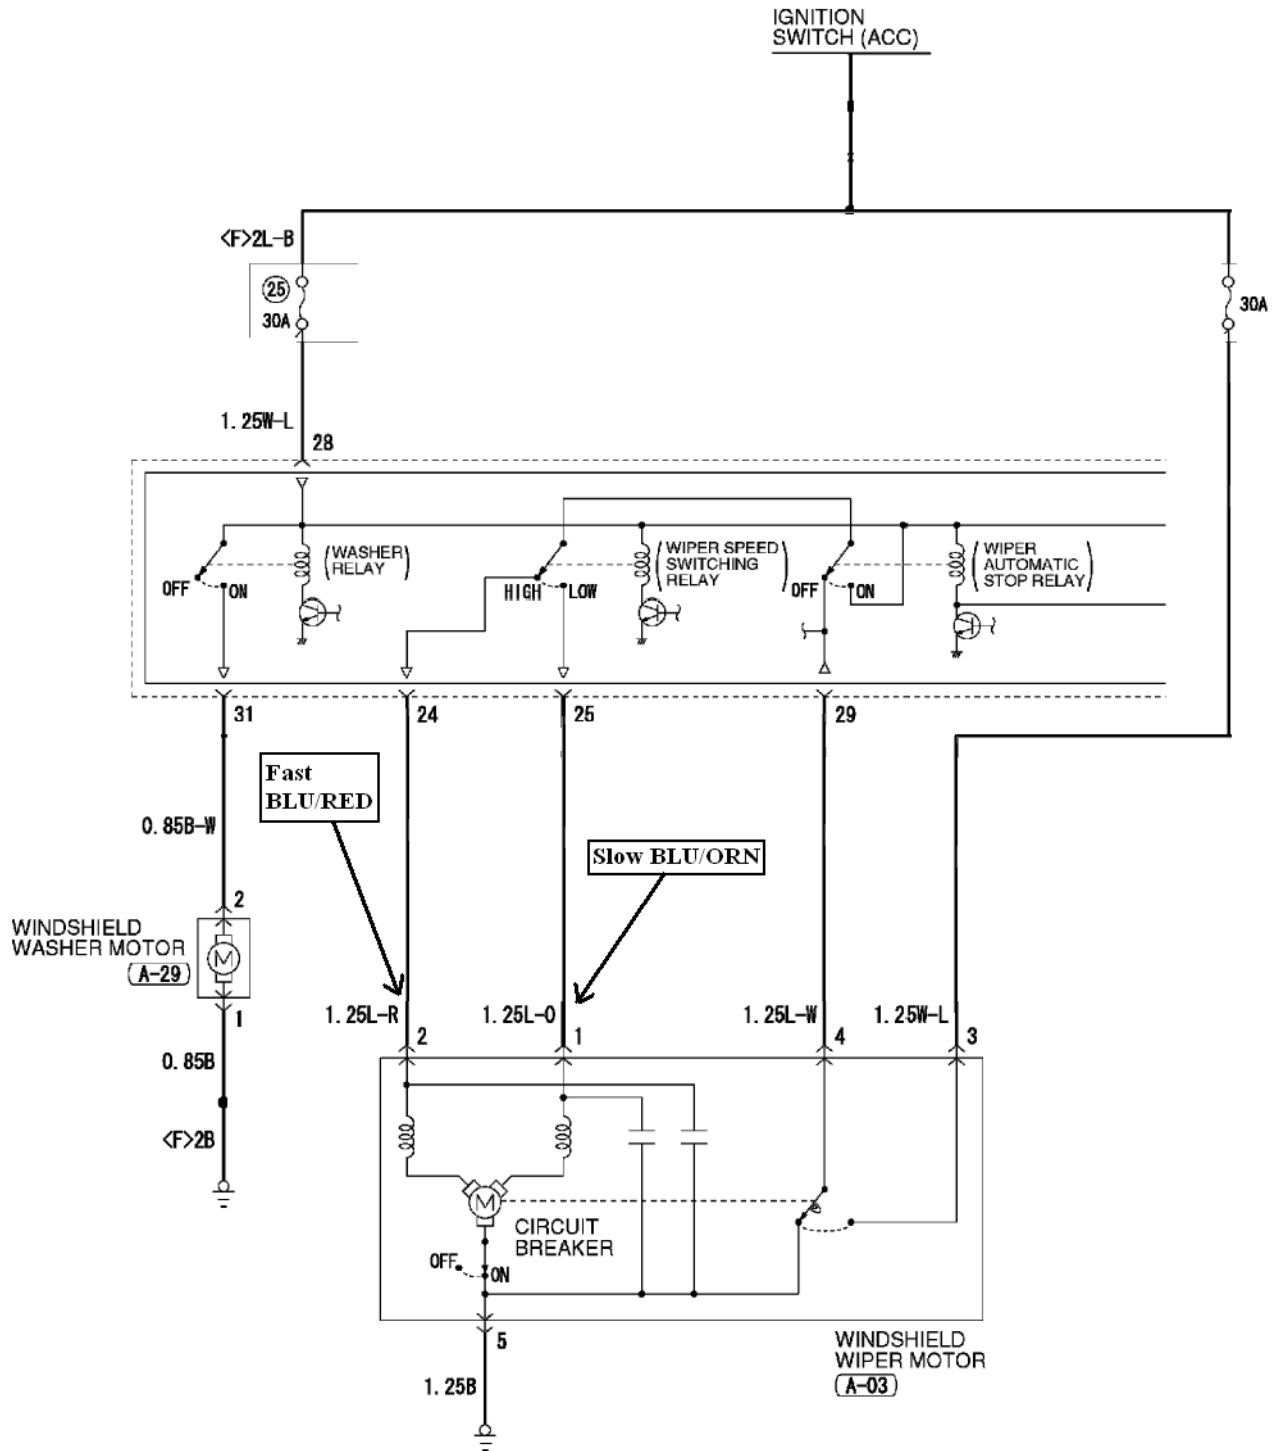 IGNITION
SWITCH (ACC)
<F>2L-B
25
30A
30A
1.25W-L
28
(WASHER
RELAY)
(WIPER SPEED
SWITCHING
RELAY)
(WIPER
AUTOMATIC
STOP RELAY)
OFF
ON
HIGH
LOW
OFF
ON
31
24
25
29
Fast
BLU/RED
0.85B-W
Slow BLU/ORN
2
WINDSHIELD
WASHER MOTOR
A-29
M
1
1.25L-R
2
1.25L-O
1
1.25L-W
4
1.25W-L
3
0.85B
<F>2B
M
CIRCUIT
BREAKER
OFF
ON
5
WINDSHIELD
WIPER MOTOR
A-03
1.25B